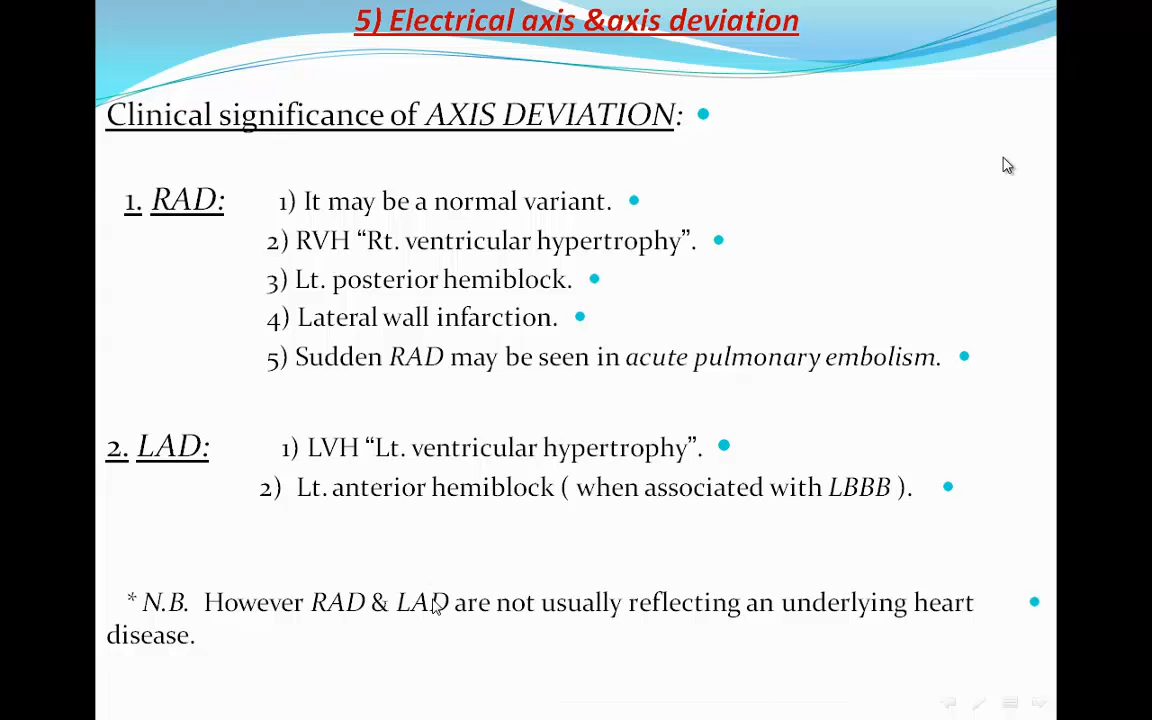 5) Electrical axis &axis deviation
Clinical significance of AXIS DEVIATION:
1. RAD: 1) It may be a normal variant.
2) RVH “Rt. ventricular hypertrophy”.
3) Lt. posterior hemiblock.
4) Lateral wall infarction.
5) Sudden RAD may be seen in acute pulmonary embolism.
2. LAD: 1) LVH “Lt. ventricular hypertrophy”.
2) Lt. anterior hemiblock ( when associated with LBBB ).
* N.B. However RAD & LAD are not usually reflecting an underlying heart
disease.